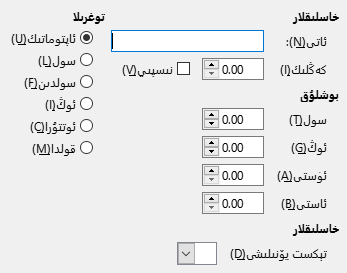 خاسلىقلار
ئاتى(N):
كەڭلىك(I) 0.00 نىسپىي(V)
بوشلۇق
سول(T) 0.00
ئوڭ(G) 0.00
ئۈستى(A) 0.00
ئاستى(B) 0.00
خاسلىقلار
تېكست يۆنىلىشى(D)
توغرىلا
ئاپتوماتىك(U)
سول(L)
سولدىن(F)
ئوڭ(I)
ئوتتۇرا(C)
قولدا(M)